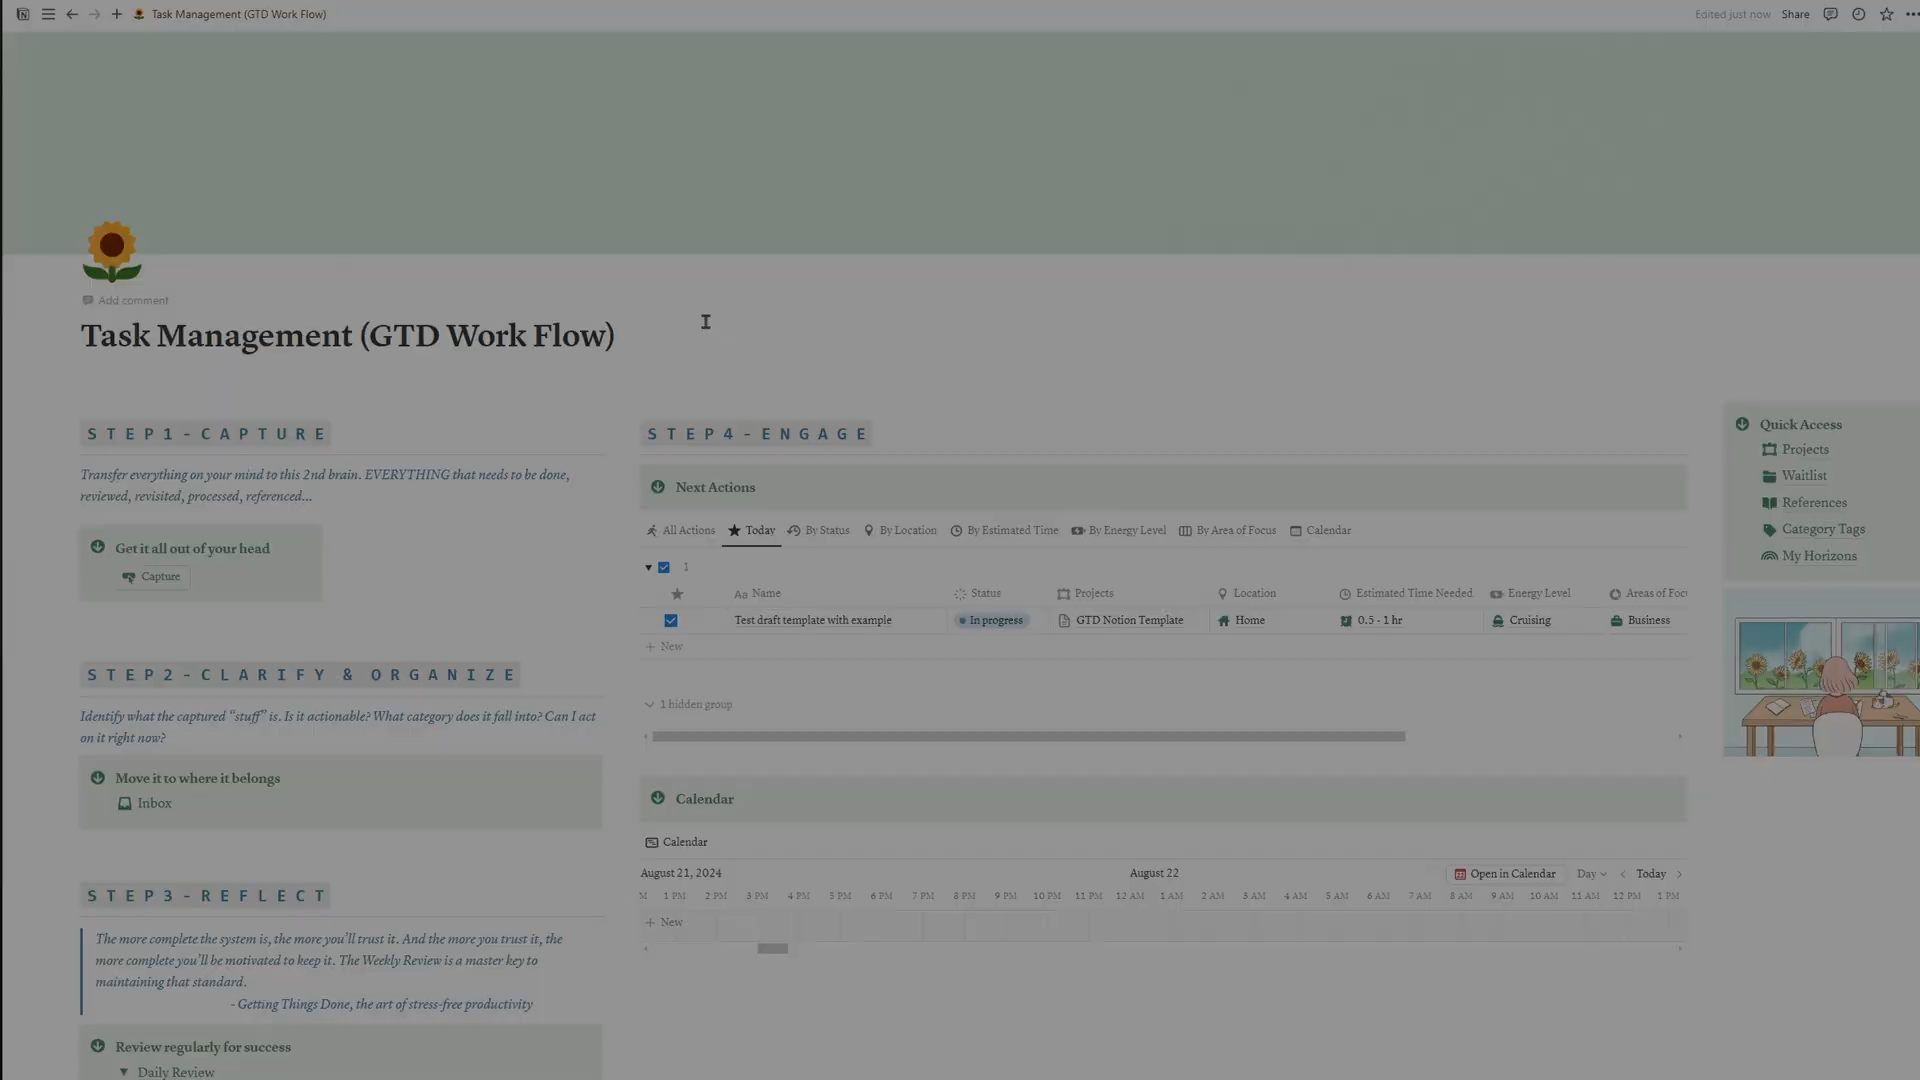 Task Management (GTD Work Flow)
Edited just now
Share
Add comment
Task Management (GTD Work Flow)
STEP1-CAPTURE
Transfer everything on your mind to this 2nd brain. EVERYTHING that needs to be done,
reviewed, revisited, processed, referenced...
Get it all out of your head
Capture
STEP2-CLARIFY & ORGANIZE
Identify what the captured “stuff” is. Is it actionable? What category does it fall into? Can I act
on it right now?
Move it to where it belongs
Inbox
STEP3-REFLECT
The more complete the system is, the more you’ll trust it. And the more you trust it, the
more complete you’ll be motivated to keep it. The Weekly Review is a master key to
maintaining that standard.
- Getting Things Done, the art of stress-free productivity
Review regularly for success
Daily Review
STEP4-ENGAGE
Next Actions
All Actions Today By Status By Location By Estimated Time By Energy Level By Area of Focus Calendar
1
Aa Name Status Projects Location Estimated Time Needed Energy Level Areas of Focu
Test draft template with example In progress GTD Notion Template Home 0.5 - 1 hr Cruising Business
+ New
1 hidden group
Calendar
Calendar
August 21, 2024 August 22 Open in Calendar Day Today
M 1 PM 2 PM 3 PM 4 PM 5 PM 6 PM 7 PM 8 PM 9 PM 10 PM 11 PM 12 AM 1 AM 2 AM 3 AM 4 AM 5 AM 6 AM 7 AM 8 AM 9 AM 10 AM 11 AM 12 PM 1 PM
+ New
Quick Access
Projects
Waitlist
References
Category Tags
My Horizons